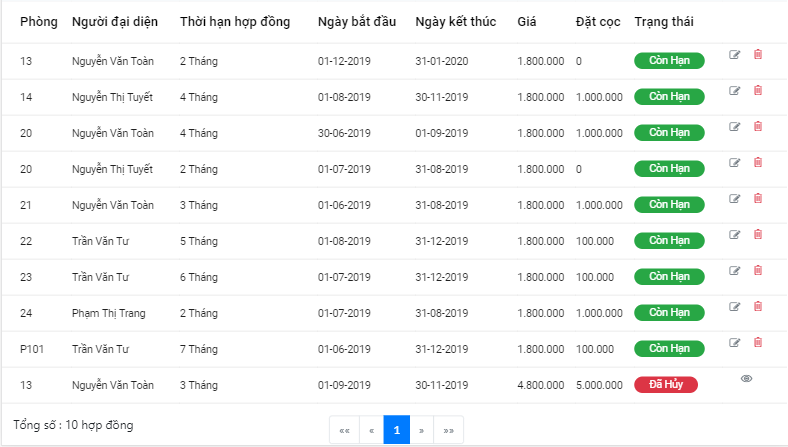 Phòng Người đại diện Thời hạn hợp đồng Ngày bắt đầu Ngày kết thúc Giá Đặt cọc Trạng thái
13 Nguyễn Văn Toàn 2 Tháng 01-12-2019 31-01-2020 1.800.000 0 Còn Hạn
14 Nguyễn Thị Tuyết 4 Tháng 01-08-2019 30-11-2019 1.800.000 1.000.000 Còn Hạn
20 Nguyễn Văn Toàn 4 Tháng 30-06-2019 01-09-2019 1.800.000 1.000.000 Còn Hạn
20 Nguyễn Thị Tuyết 2 Tháng 01-07-2019 31-08-2019 1.800.000 0 Còn Hạn
21 Nguyễn Văn Toàn 3 Tháng 01-06-2019 31-08-2019 1.800.000 1.000.000 Còn Hạn
22 Trần Văn Tư 5 Tháng 01-08-2019 31-12-2019 1.800.000 100.000 Còn Hạn
23 Trần Văn Tư 6 Tháng 01-07-2019 31-12-2019 1.800.000 100.000 Còn Hạn
24 Phạm Thị Trang 2 Tháng 01-07-2019 31-08-2019 1.800.000 1.000.000 Còn Hạn
P101 Trần Văn Tư 7 Tháng 01-06-2019 31-12-2019 1.800.000 100.000 Còn Hạn
13 Nguyễn Văn Toàn 3 Tháng 01-09-2019 30-11-2019 4.800.000 5.000.000 Đã Hủy
Tổng số : 10 hợp đồng «« « 1 » »»